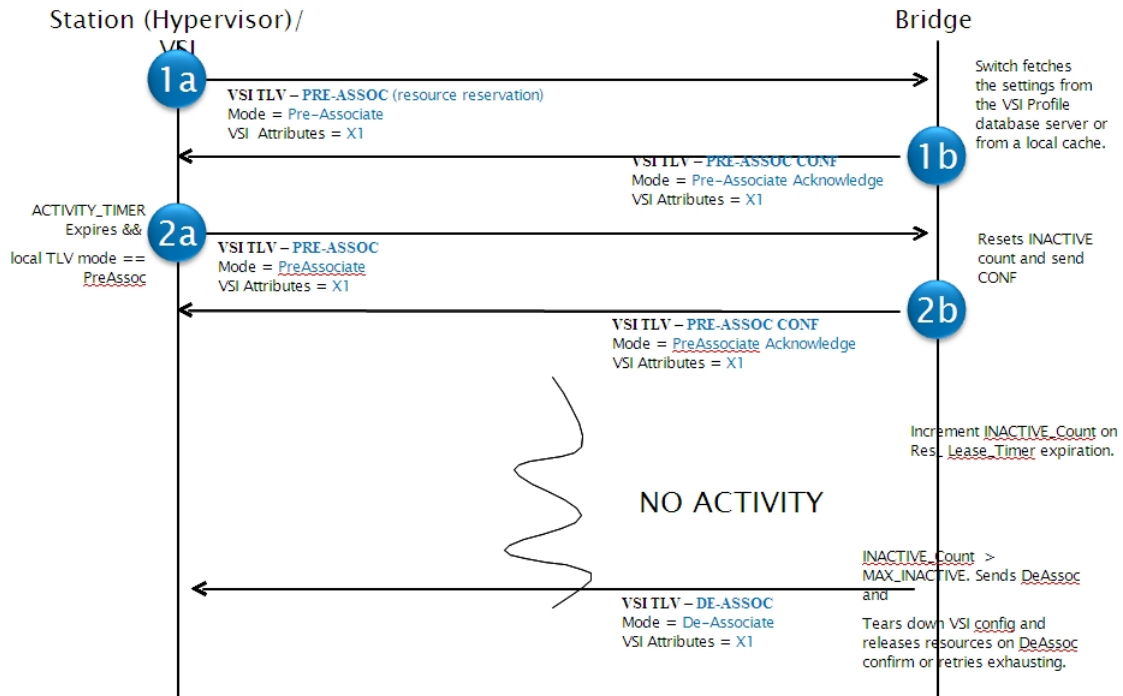 Station (Hypervisor)/
VSI
Bridge
1a
VSI TLV – PRE-ASSOC (resource reservation)
Mode = Pre-Associate
VSI Attributes = X1
Switch fetches
the settings from
the VSI Profile
database server or
from a local cache.
1b
VSI TLV – PRE-ASSOC CONF
Mode = Pre-Associate Acknowledge
VSI Attributes = X1
ACTIVITY_TIMER
Expires &&
local TLV mode ==
PreAssoc
2a
VSI TLV – PRE-ASSOC
Mode = PreAssociate
VSI Attributes = X1
Resets INACTIVE
count and send
CONF
2b
VSI TLV – PRE-ASSOC CONF
Mode = PreAssociate Acknowledge
VSI Attributes = X1
Increment INACTIVE_Count on
Res_ Lease_Timer expiration.
NO ACTIVITY
INACTIVE_Count >
MAX_INACTIVE. Sends DeAssoc
and
Tears down VSI config and
releases resources on DeAssoc
confirm or retries exhausting.
VSI TLV – DE-ASSOC
Mode = De-Associate
VSI Attributes = X1